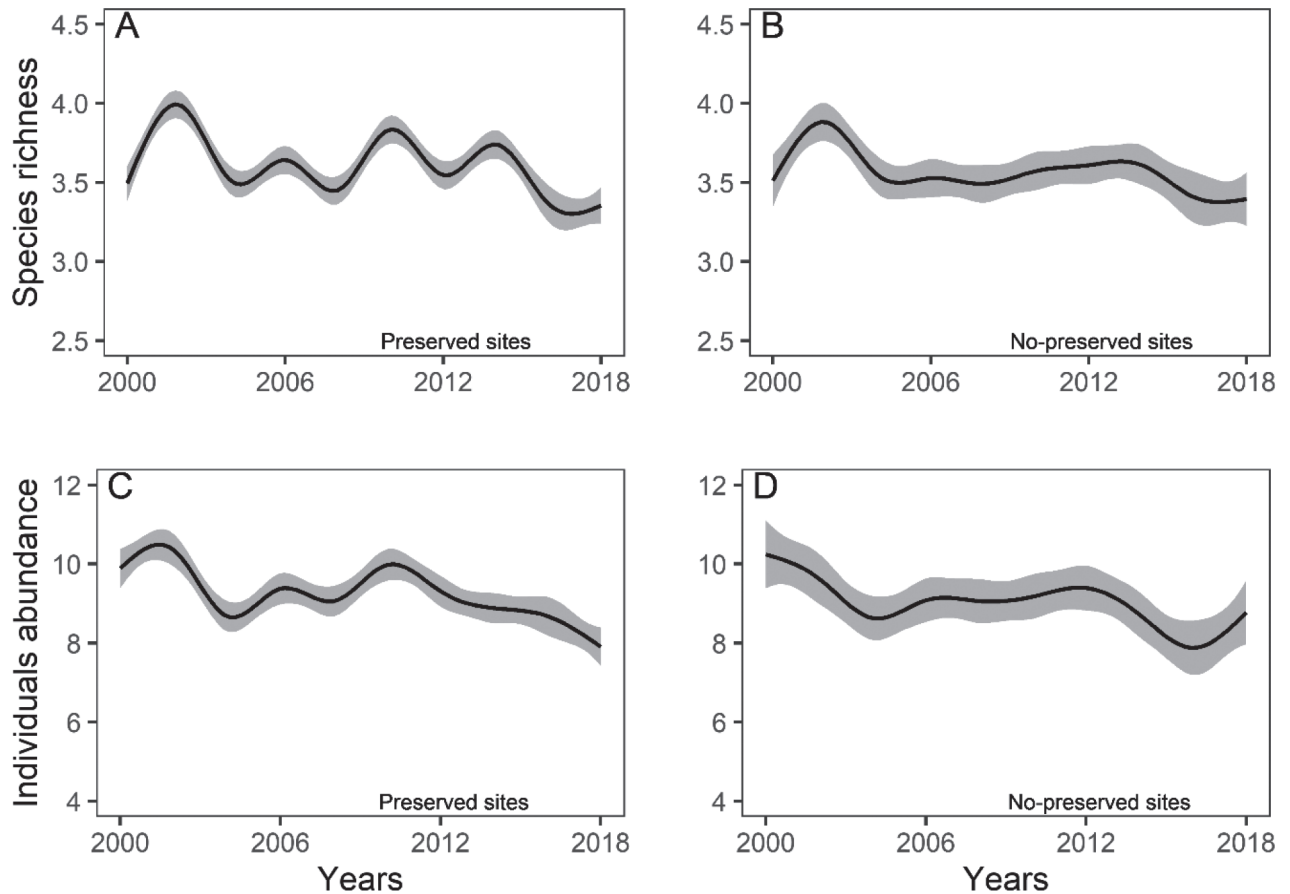 A
B
Species richness
4.5
4.0
3.5
3.0
2.5
4.5
4.0
3.5
3.0
2.5
Preserved sites
No-preserved sites
2000 2006 2012 2018
2000 2006 2012 2018
C
D
Individuals abundance
12
10
8
6
4
12
10
8
6
4
Preserved sites
No-preserved sites
2000 2006 2012 2018
2000 2006 2012 2018
Years
Years